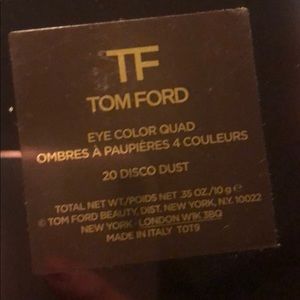 TF
TOM FORD
EYE COLOR QUAD
OMBRES À PAUPIÈRES 4 COULEURS
20 DISCO DUST
TOTAL NET WT./POIDS NET .35 OZ./10 g ℮
© TOM FORD BEAUTY, DIST. NEW YORK, N.Y. 10022
NEW YORK · LONDON W1K 3BQ
MADE IN ITALY T0T9